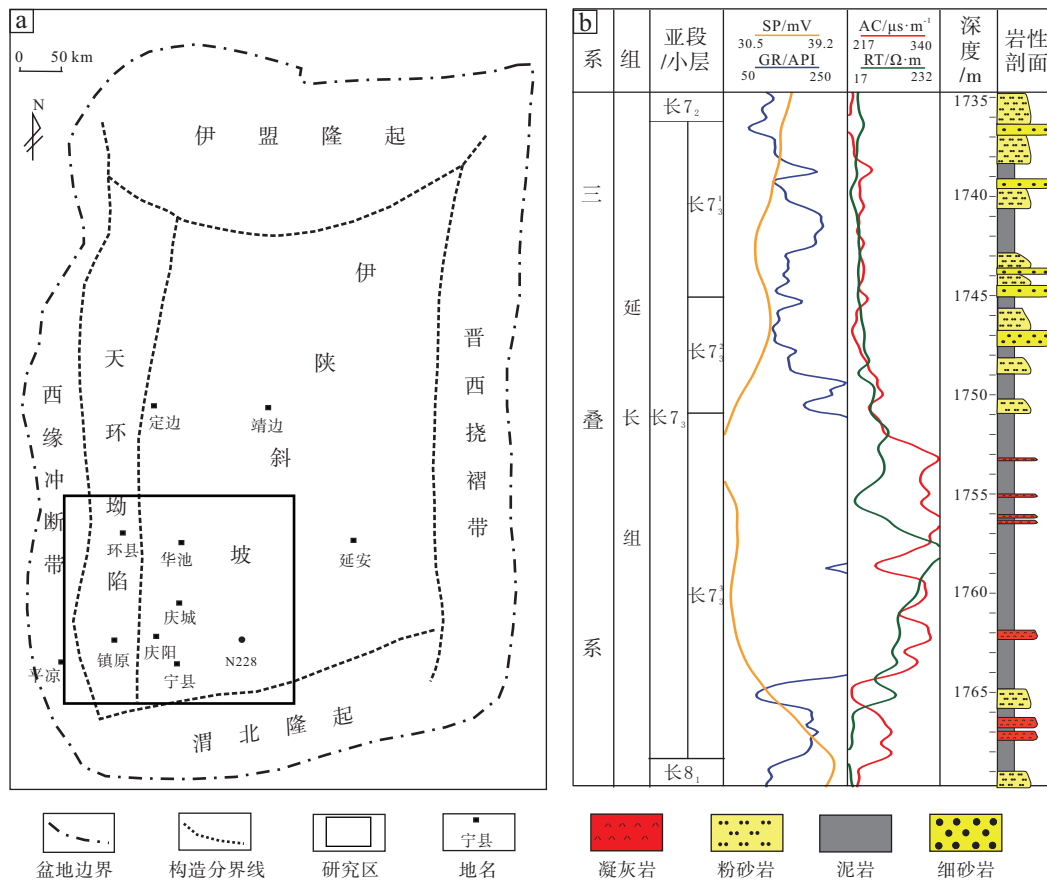 a
0 50 km
N
伊盟隆起
伊陕斜坡
天环坳陷
西缘冲断带
晋西挠褶带
渭北隆起
定边
靖边
环县
华池
延安
庆城
镇原
庆阳
宁县
平凉
N228
b
系
组
亚段/小层
SP/mV
30.5 39.2
GR/API
50 250
AC/μs·m⁻¹
217 340
RT/Ω·m
17 232
深度/m
岩性剖面
三叠系
延长组
长7₂
长7₃
长7₃¹
长7₃²
长7₃³
长8₁
1735
1740
1745
1750
1755
1760
1765
盆地边界
构造分界线
研究区
宁县
地名
凝灰岩
粉砂岩
泥岩
细砂岩